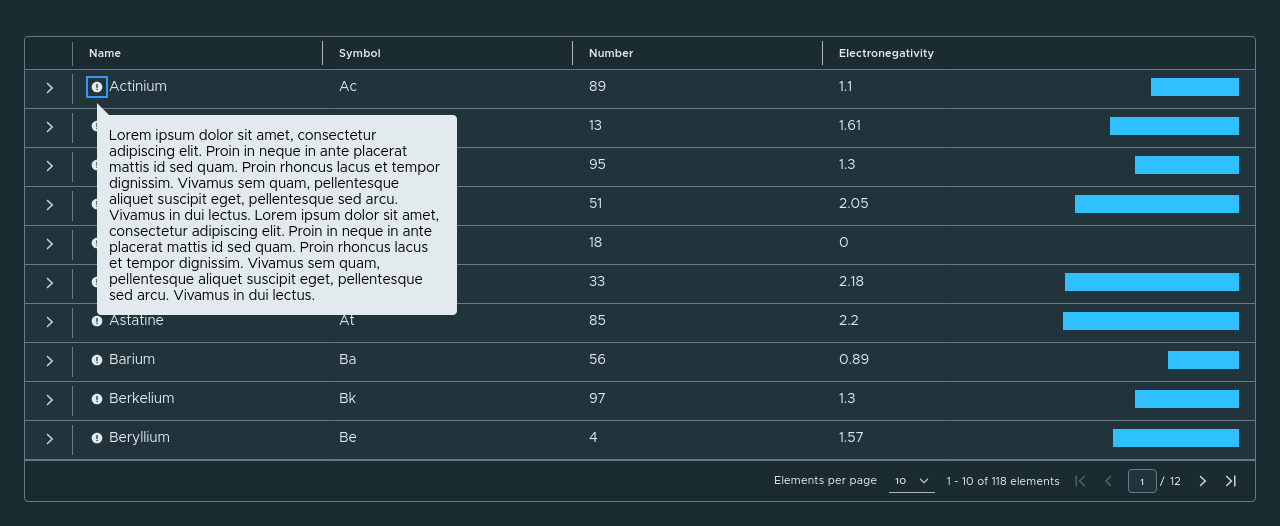 Name Symbol Number Electronegativity
Actinium Ac 89 1.1
13 1.61
95 1.3
51 2.05
18 0
33 2.18
Lorem ipsum dolor sit amet, consectetur
adipiscing elit. Proin in neque in ante placerat
mattis id sed quam. Proin rhoncus lacus et tempor
dignissim. Vivamus sem quam, pellentesque
aliquet suscipit eget, pellentesque sed arcu.
Vivamus in dui lectus. Lorem ipsum dolor sit amet,
consectetur adipiscing elit. Proin in neque in ante
placerat mattis id sed quam. Proin rhoncus lacus
et tempor dignissim. Vivamus sem quam,
pellentesque aliquet suscipit eget, pellentesque
sed arcu. Vivamus in dui lectus.
Astatine At 85 2.2
Barium Ba 56 0.89
Berkelium Bk 97 1.3
Beryllium Be 4 1.57
Elements per page 10 1 - 10 of 118 elements 1 / 12